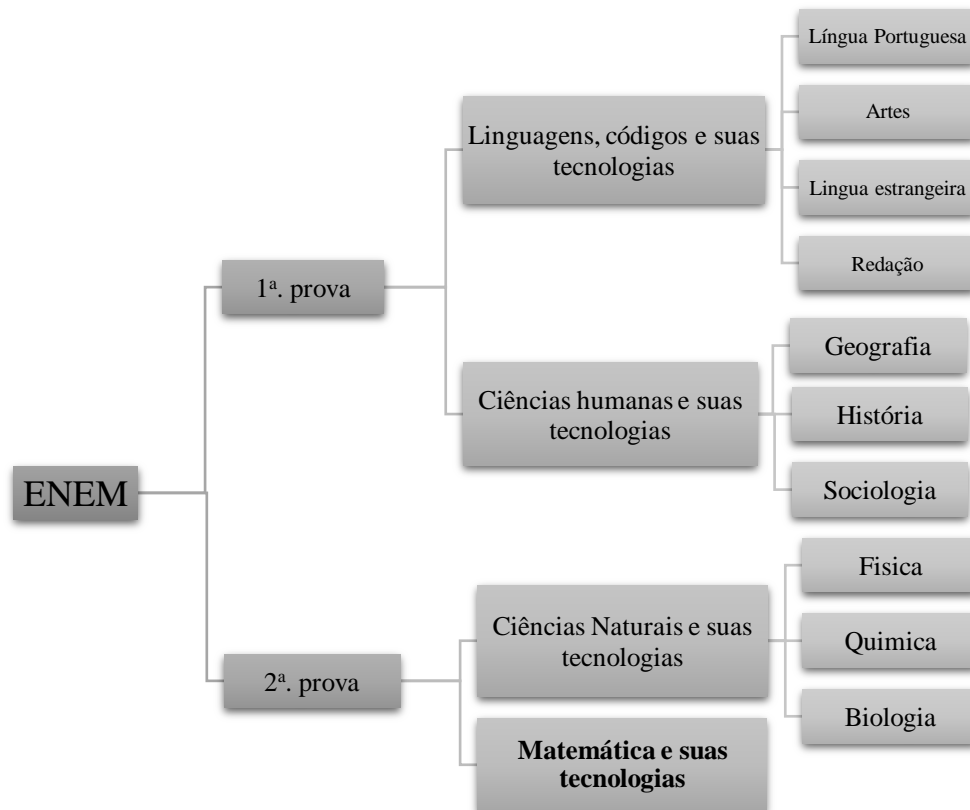 ENEM
1ª. prova
Linguagens, códigos e suas
tecnologias
Língua Portuguesa
Artes
Lingua estrangeira
Redação
Ciências humanas e suas
tecnologias
Geografia
História
Sociologia
2ª. prova
Ciências Naturais e suas
tecnologias
Fisica
Quimica
Biologia
Matemática e suas
tecnologias